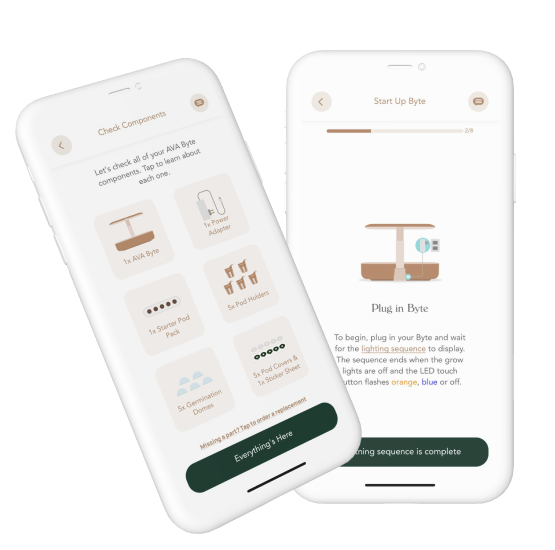 Check Components
Let's check all of your AVA Byte
components. Tap to learn about
each one.
1x AVA Byte
1x Power
Adapter
1x Starter Pod
Pack
5x Pod Holders
5x Germination
Domes
5x Pod Covers &
1x Sticker Sheet
Missing a part? Tap to order a replacement
Everything's Here
Start Up Byte
2/8
Plug in Byte
To begin, plug in your Byte and wait
for the lighting sequence to display.
The sequence ends when the grow
lights are off and the LED touch
flashes orange, blue or off.
sequence is complete